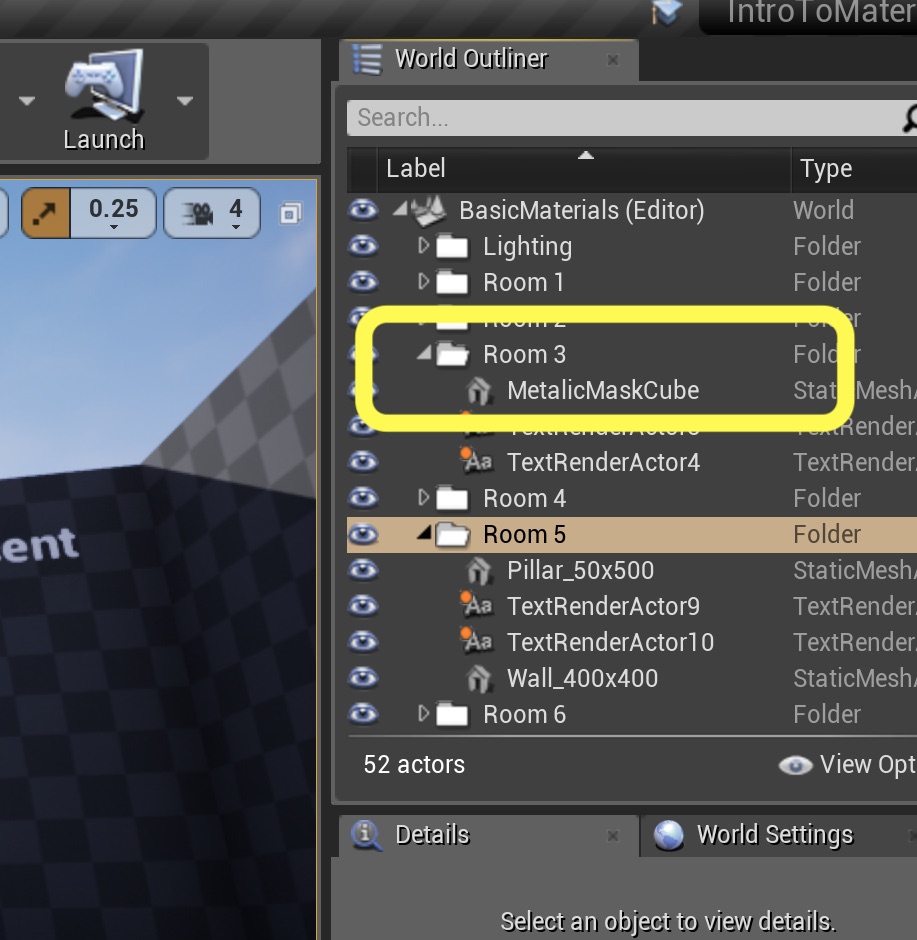 IntroToMater
World Outliner
Launch
Search...
Label Type
0.25 4
BasicMaterials (Editor) World
Lighting Folder
Room 1 Folder
Room 2 Folder
Room 3 Folder
MetalicMaskCube StaticMeshA
TextRender
TextRenderActor4 TextRender
Room 4 Folder
Room 5 Folder
Pillar_50x500 StaticMeshA
TextRenderActor9 TextRender
TextRenderActor10 TextRender
Wall_400x400 StaticMeshA
Room 6 Folder
52 actors View Opt
Details World Settings
Select an object to view details.
ent